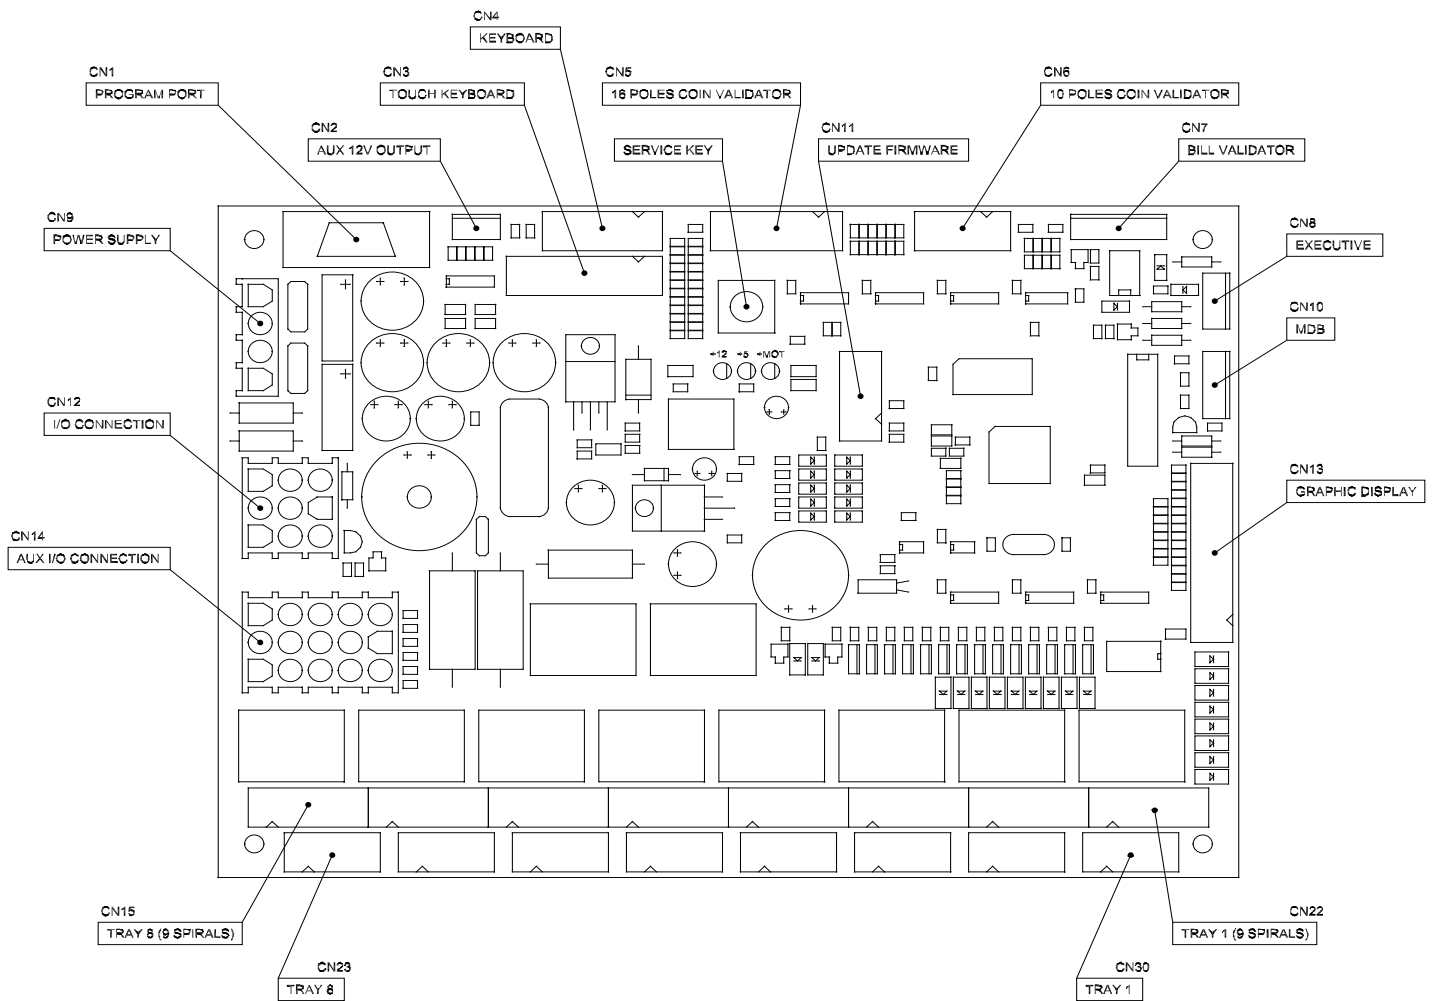 CN4
KEYBOARD
CN1
PROGRAM PORT
CN3
TOUCH KEYBOARD
CN5
16 POLES COIN VALIDATOR
CN6
10 POLES COIN VALIDATOR
CN2
AUX 12V OUTPUT
SERVICE KEY
CN11
UPDATE FIRMWARE
CN7
BILL VALIDATOR
CN9
POWER SUPPLY
CN8
EXECUTIVE
CN10
MDB
+12 +5 +MOT
CN12
I/O CONNECTION
CN13
GRAPHIC DISPLAY
CN14
AUX I/O CONNECTION
CN15
TRAY 8 (9 SPIRALS)
CN22
TRAY 1 (9 SPIRALS)
CN23
TRAY 8
CN30
TRAY 1